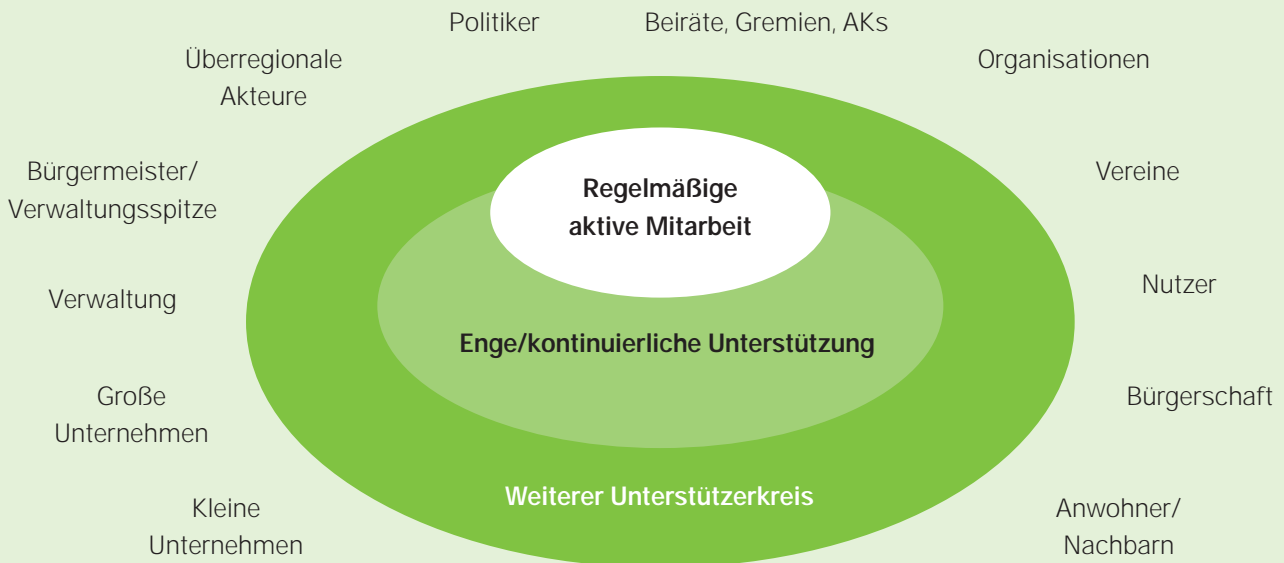 Politiker
Beiräte, Gremien, AKs
Überregionale
Akteure
Organisationen
Bürgermeister/
Verwaltungsspitze
Regelmäßige
aktive Mitarbeit
Vereine
Verwaltung
Nutzer
Enge/kontinuierliche Unterstützung
Große
Unternehmen
Bürgerschaft
Weiterer Unterstützerkreis
Kleine
Unternehmen
Anwohner/
Nachbarn